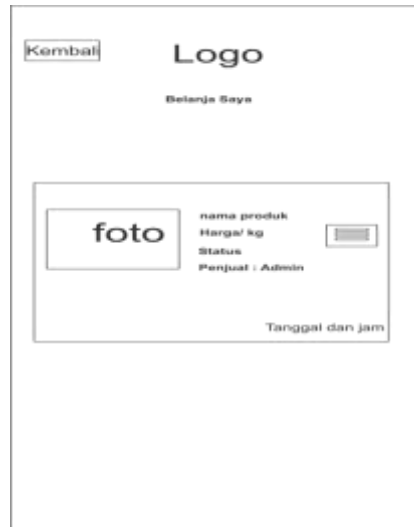 Kembali
Logo
Belanja Saya
foto
nama produk
Harga/ kg
Status
Penjual : Admin
Tanggal dan jam